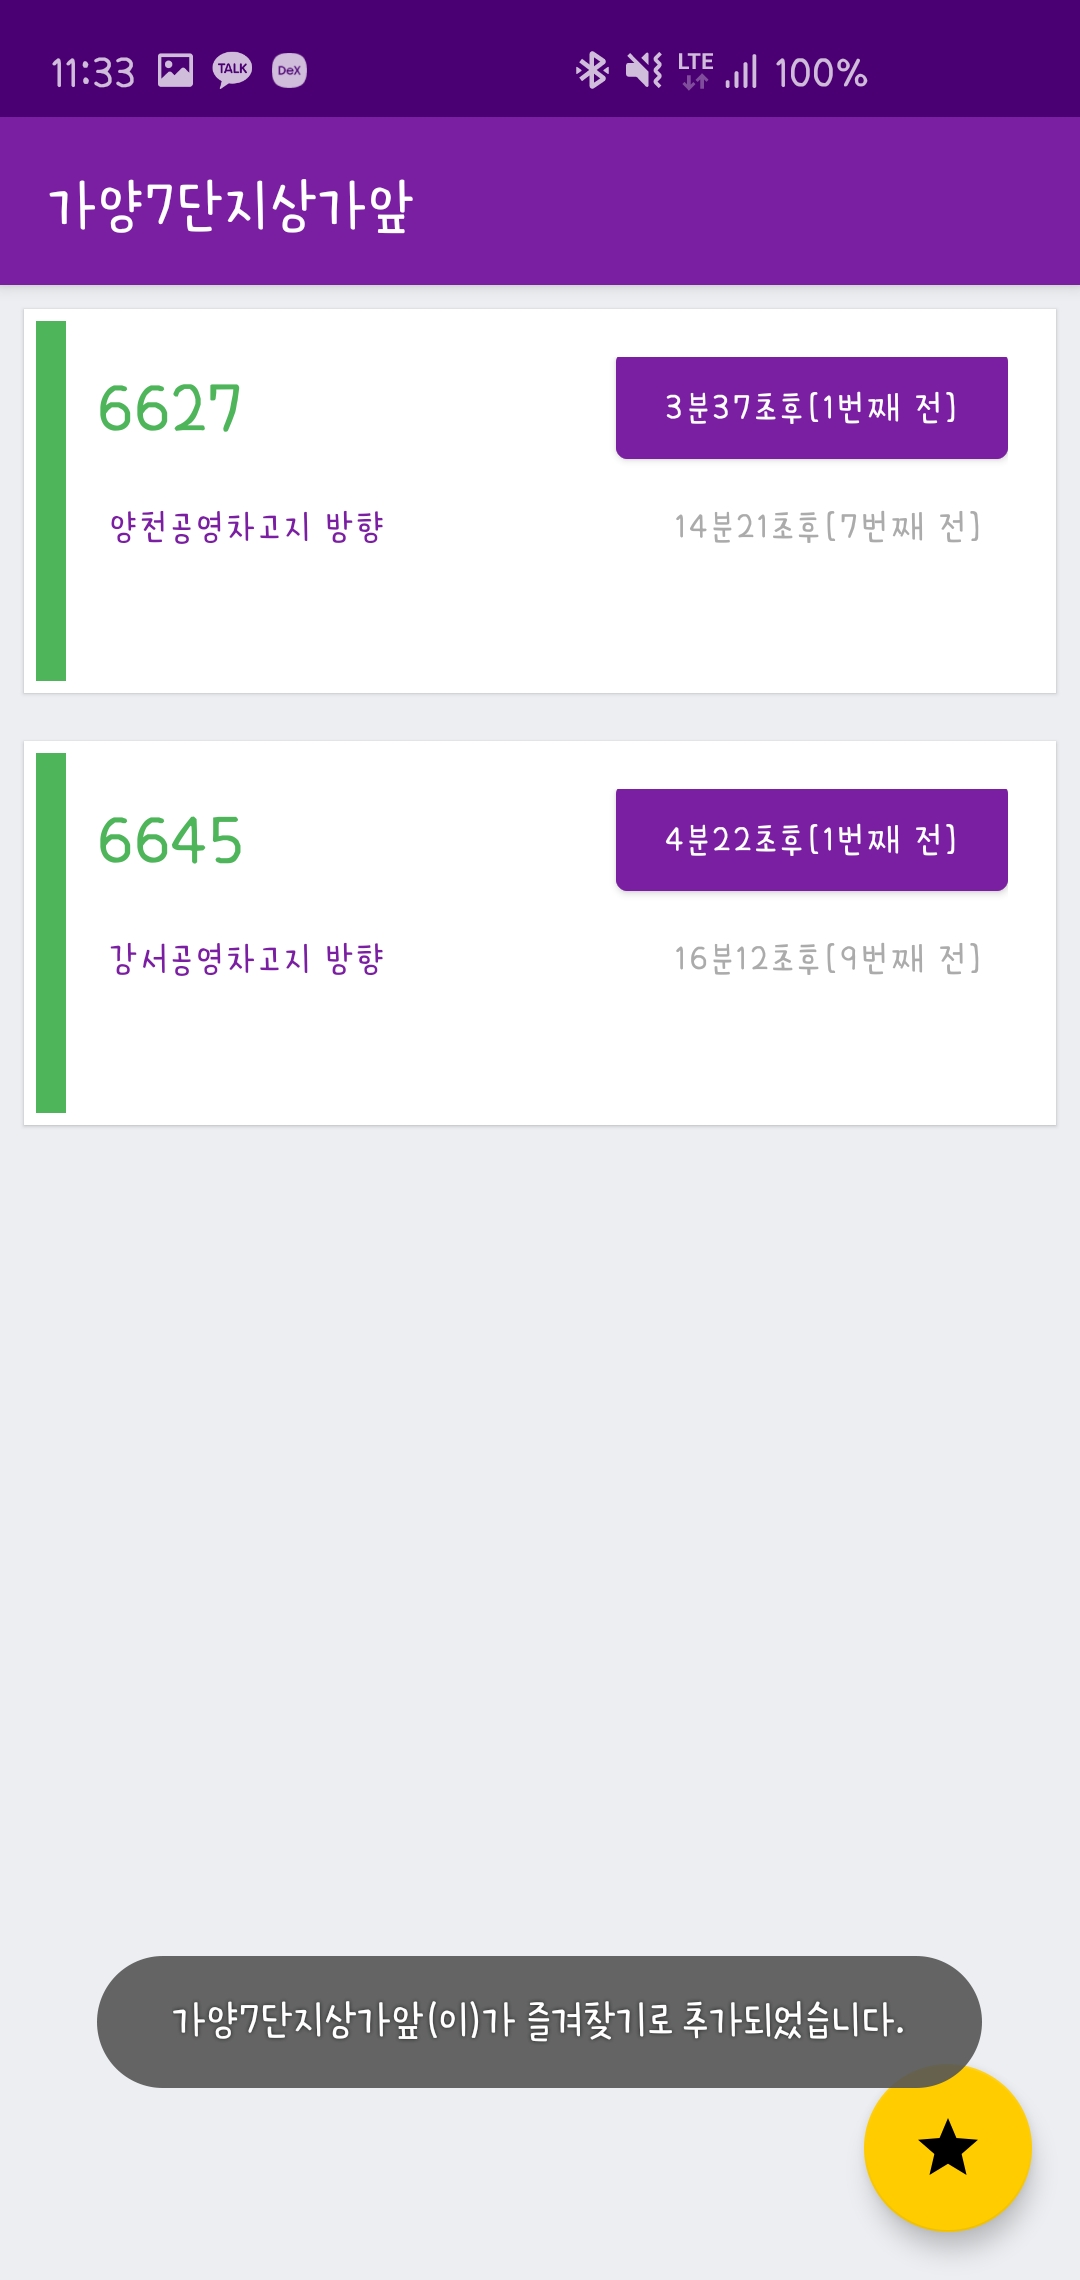 11:33 TALK DeX LTE 100%
가양7단지상가앞
6627 3분37초후[1번째 전]
양천공영차고지 방향 14분21초후[7번째 전]
6645 4분22초후[1번째 전]
강서공영차고지 방향 16분12초후[9번째 전]
가양7단지상가앞(이)가 즐겨찾기로 추가되었습니다.